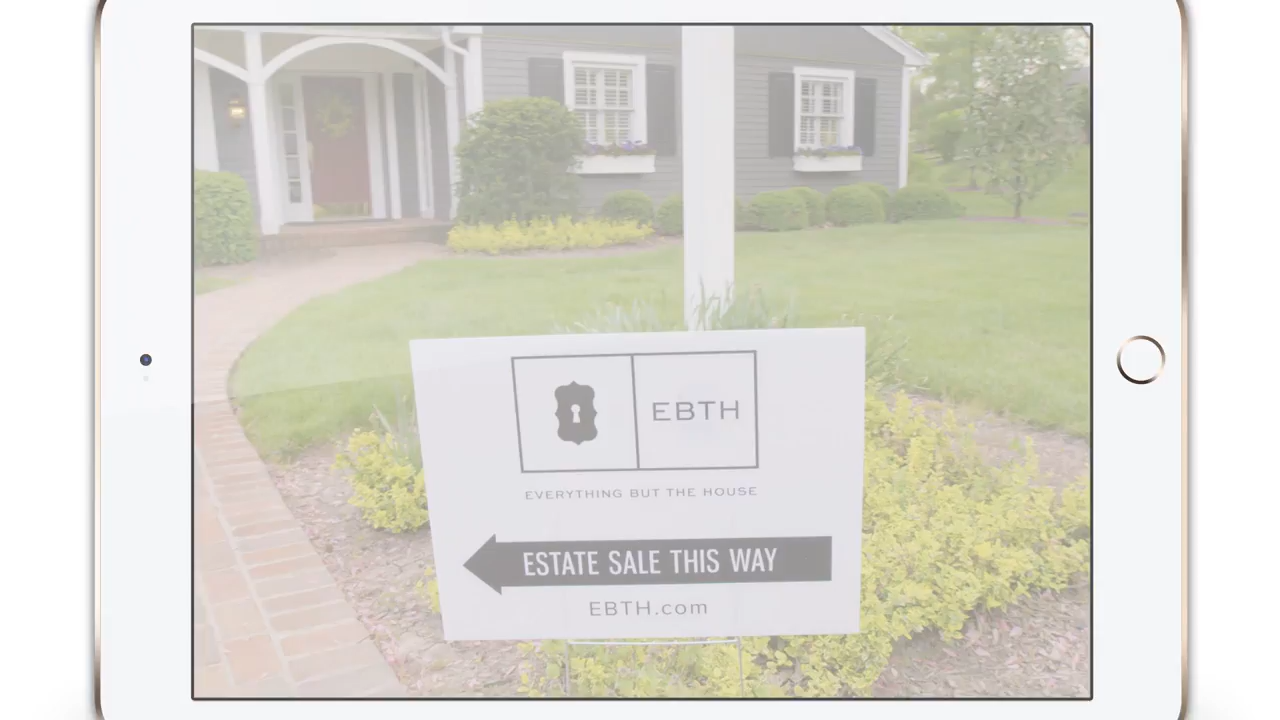 EBTH
EVERYTHING BUT THE HOUSE
ESTATE SALE THIS WAY
EBTH.com